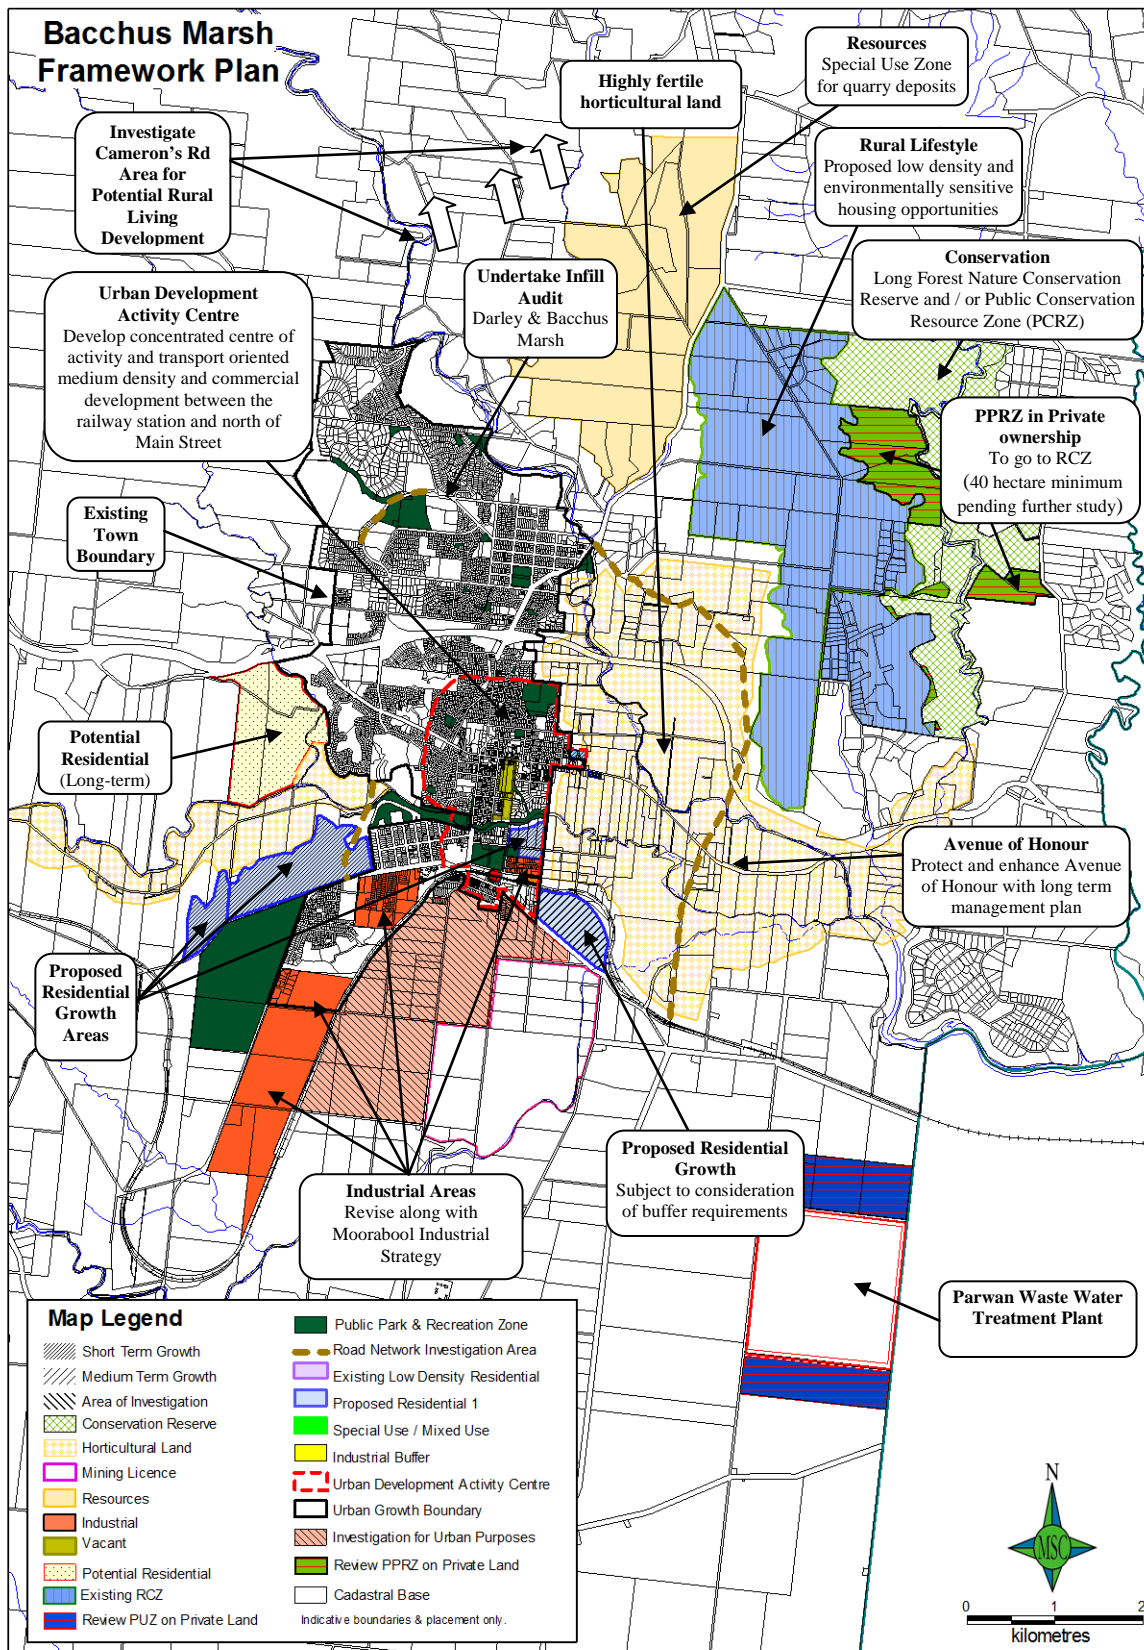 Bacchus Marsh
Framework Plan
Investigate
Cameron's Rd
Area for
Potential Rural
Living
Development
Highly fertile
horticultural land
Resources
Special Use Zone
for quarry deposits
Rural Lifestyle
Proposed low density and
environmentally sensitive
housing opportunities
Conservation
Long Forest Nature Conservation
Reserve and / or Public Conservation
Resource Zone (PCRZ)
Urban Development
Activity Centre
Develop concentrated centre of
activity and transport oriented
medium density and commercial
development between the
railway station and north of
Main Street
Undertake Infill
Audit
Darley & Bacchus
Marsh
PPRZ in Private
ownership
To go to RCZ
(40 hectare minimum
pending further study)
Existing
Town
Boundary
Potential
Residential
(Long-term)
Avenue of Honour
Protect and enhance Avenue
of Honour with long term
management plan
Proposed
Residential
Growth
Areas
Industrial Areas
Revise along with
Moorabool Industrial
Strategy
Proposed Residential
Growth
Subject to consideration
of buffer requirements
Parwan Waste Water
Treatment Plant
Map Legend
Short Term Growth
Medium Term Growth
Area of Investigation
Conservation Reserve
Horticultural Land
Mining Licence
Resources
Industrial
Vacant
Potential Residential
Existing RCZ
Review PUZ on Private Land
Public Park & Recreation Zone
Road Network Investigation Area
Existing Low Density Residential
Proposed Residential 1
Special Use / Mixed Use
Industrial Buffer
Urban Development Activity Centre
Urban Growth Boundary
Investigation for Urban Purposes
Review PPRZ on Private Land
Cadastral Base
Indicative boundaries & placement only.
N
MSC
0 1 2
kilometres